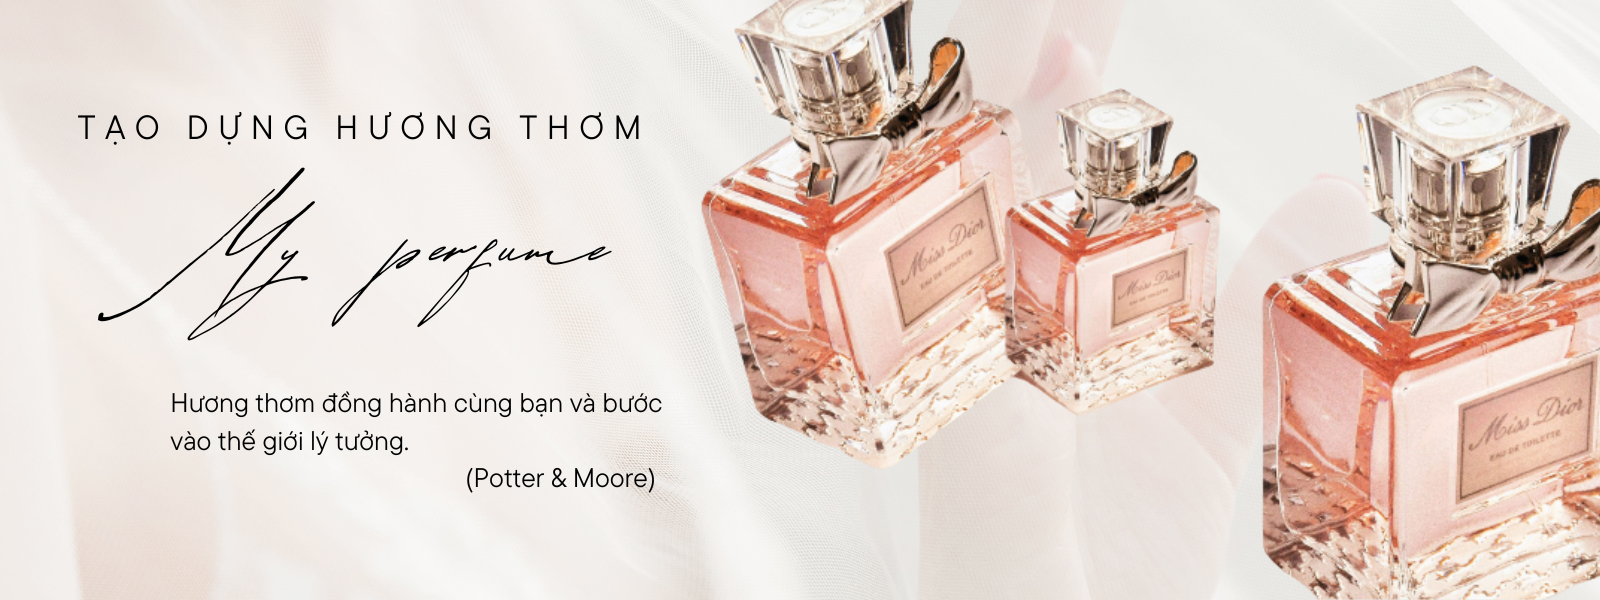 TẠO DỰNG HƯƠNG THƠM
My perfume
Hương thơm đồng hành cùng bạn và bước
vào thế giới lý tưởng.
(Potter & Moore)
Miss Dior
EAU DE TOILETTE
Miss Dior
EAU DE TOILETTE
Miss Dior
EAU DE TOILETTE